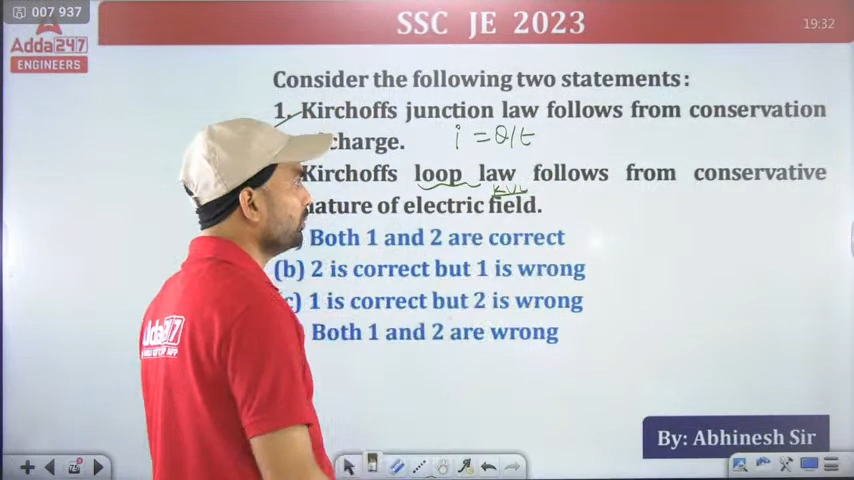 007 937
SSC JE 2023
19:32
Adda247
ENGINEERS
Consider the following two statements:
1. Kirchoffs junction law follows from conservation
charge. i = Q/t
Kirchoffs loop law follows from conservative
KVL
nature of electric field.
Both 1 and 2 are correct
(b) 2 is correct but 1 is wrong
c) 1 is correct but 2 is wrong
Both 1 and 2 are wrong
Adda247
By: Abhinesh Sir